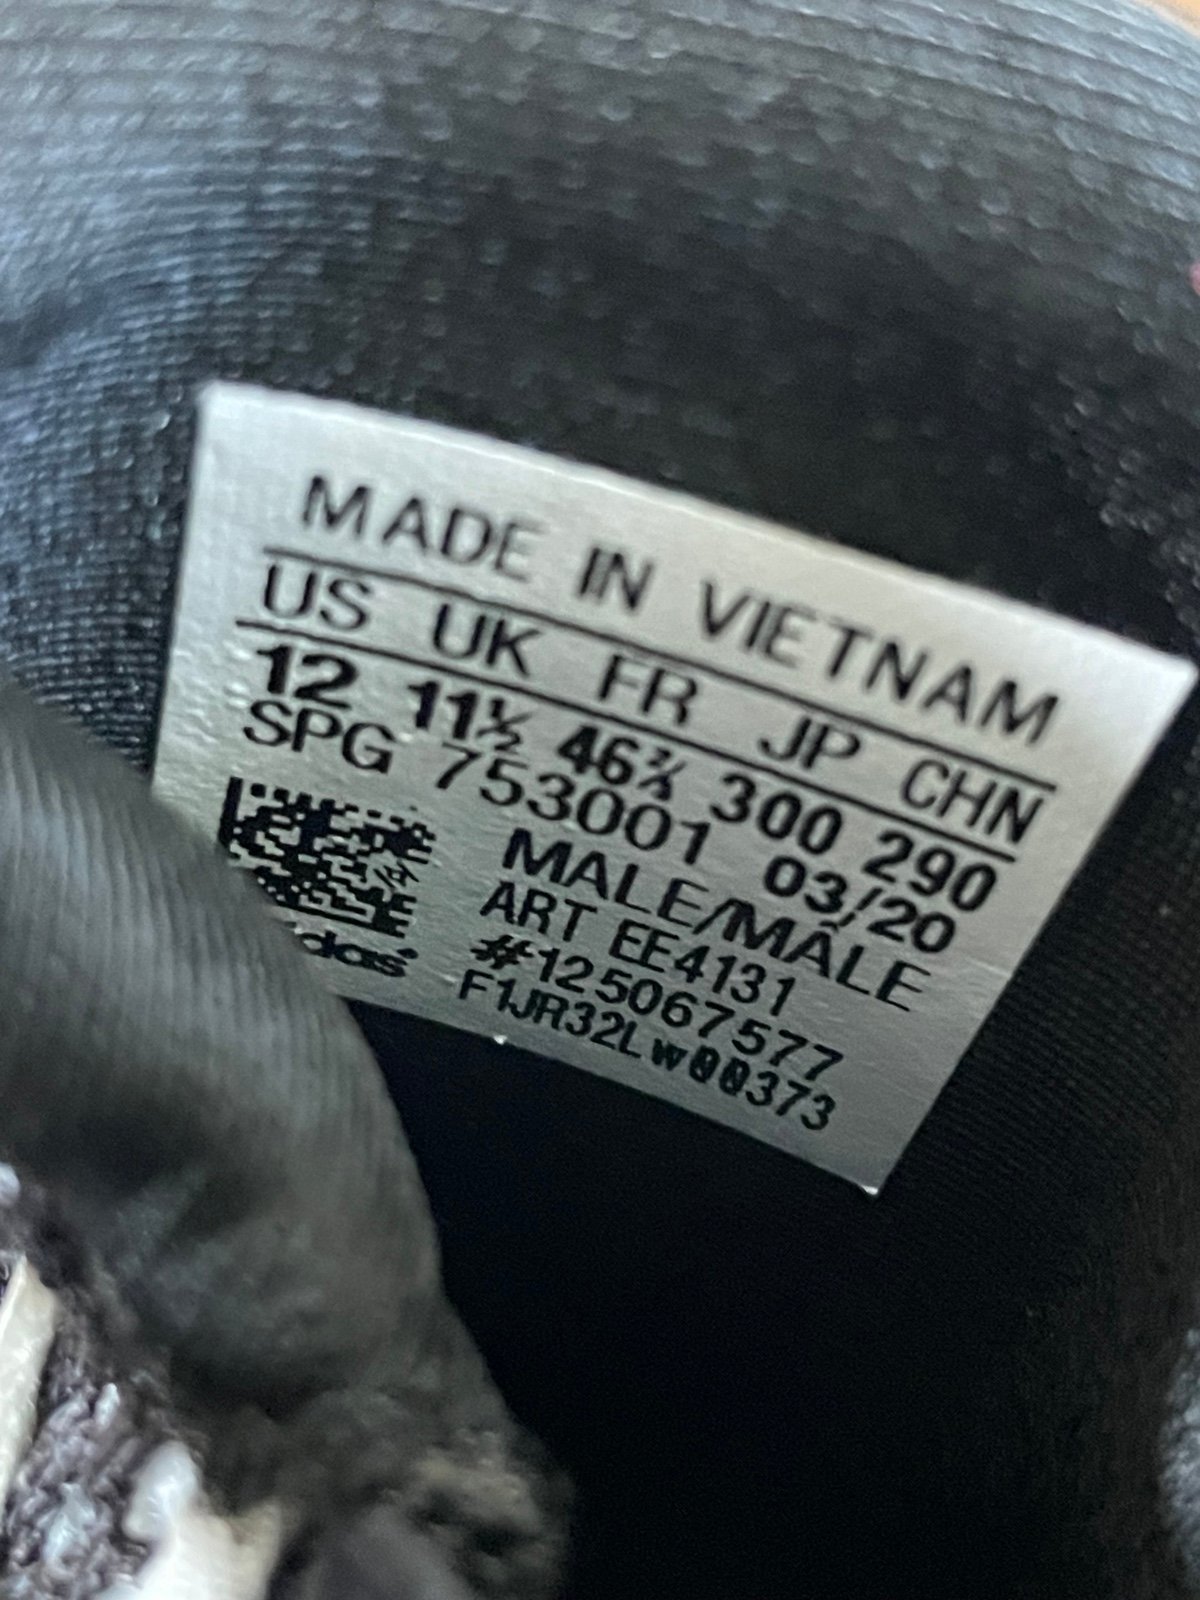 MADE IN VIETNAM
US UK FR JP CHN
12 11½ 46⅔ 300 290
SPG 753001 03/20
MALE/MÂLE
ART EE4131
#125067577
F1JR32LW00373